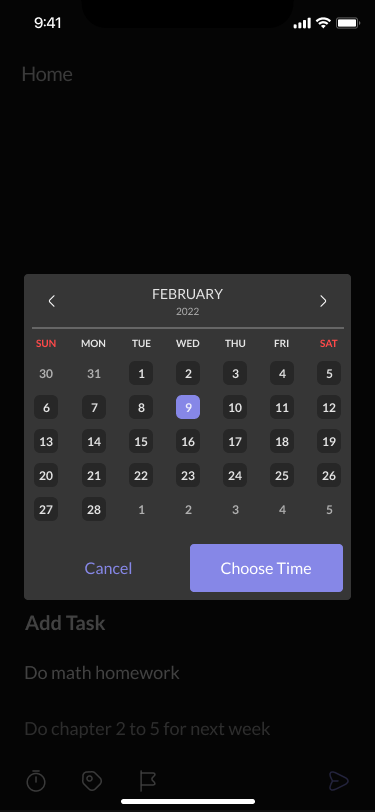 9:41
Home
FEBRUARY
2022
SUN MON TUE WED THU FRI SAT
30 31 1 2 3 4 5
6 7 8 9 10 11 12
13 14 15 16 17 18 19
20 21 22 23 24 25 26
27 28 1 2 3 4 5
Cancel Choose Time
Add Task
Do math homework
Do chapter 2 to 5 for next week